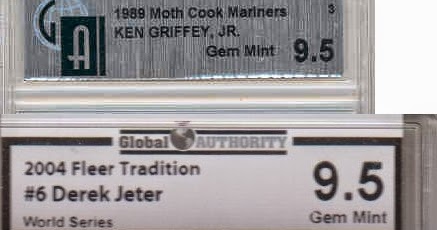 1989 Moth Cook Mariners 3
KEN GRIFFEY, JR.
Gem Mint 9.5
G A
Global AUTHORITY
2004 Fleer Tradition
#6 Derek Jeter
World Series
9.5
Gem Mint